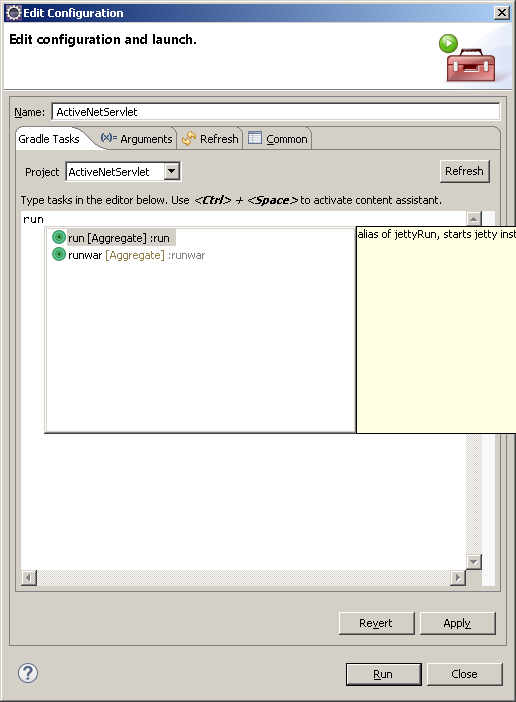 Edit Configuration
Edit configuration and launch.
Name: ActiveNetServlet
Gradle Tasks (x)= Arguments Refresh Common
Project ActiveNetServlet Refresh
Type tasks in the editor below. Use <Ctrl> + <Space> to activate content assistant.
run
run [Aggregate] :run
runwar [Aggregate] :runwar
alias of jettyRun, starts jetty inst
Revert Apply
? Run Close